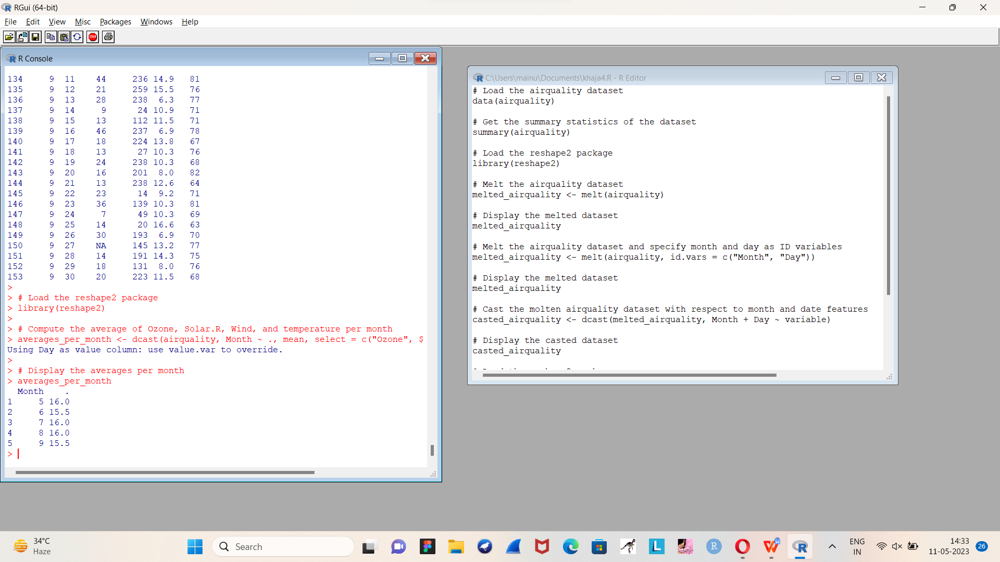 RGui (64-bit)
File Edit View Misc Packages Windows Help
STOP
R Console
134 9 11 44 236 14.9 81
135 9 12 21 259 15.5 76
136 9 13 28 238 6.3 77
137 9 14 9 24 10.9 71
138 9 15 13 112 11.5 71
139 9 16 46 237 6.9 78
140 9 17 18 224 13.8 67
141 9 18 13 27 10.3 76
142 9 19 24 238 10.3 68
143 9 20 16 201 8.0 82
144 9 21 13 238 12.6 64
145 9 22 23 14 9.2 71
146 9 23 36 139 10.3 81
147 9 24 7 49 10.3 69
148 9 25 14 20 16.6 63
149 9 26 30 193 6.9 70
150 9 27 NA 145 13.2 77
151 9 28 14 191 14.3 75
152 9 29 18 131 8.0 76
153 9 30 20 223 11.5 68
>
> # Load the reshape2 package
> library(reshape2)
>
> # Compute the average of Ozone, Solar.R, Wind, and temperature per month
> averages_per_month <- dcast(airquality, Month ~ ., mean, select = c("Ozone", $
Using Day as value column: use value.var to override.
>
> # Display the averages per month
> averages_per_month
Month .
1 5 16.0
2 6 15.5
3 7 16.0
4 8 16.0
5 9 15.5
>
C:\Users\mainu\Documents\khaja4.R - R Editor
# Load the airquality dataset
data(airquality)
# Get the summary statistics of the dataset
summary(airquality)
# Load the reshape2 package
library(reshape2)
# Melt the airquality dataset
melted_airquality <- melt(airquality)
# Display the melted dataset
melted_airquality
# Melt the airquality dataset and specify month and day as ID variables
melted_airquality <- melt(airquality, id.vars = c("Month", "Day"))
# Display the melted dataset
melted_airquality
# Cast the molten airquality dataset with respect to month and date features
casted_airquality <- dcast(melted_airquality, Month + Day ~ variable)
# Display the casted dataset
casted_airquality
34°C
Haze
Search
ENG
IN
14:33
11-05-2023
26